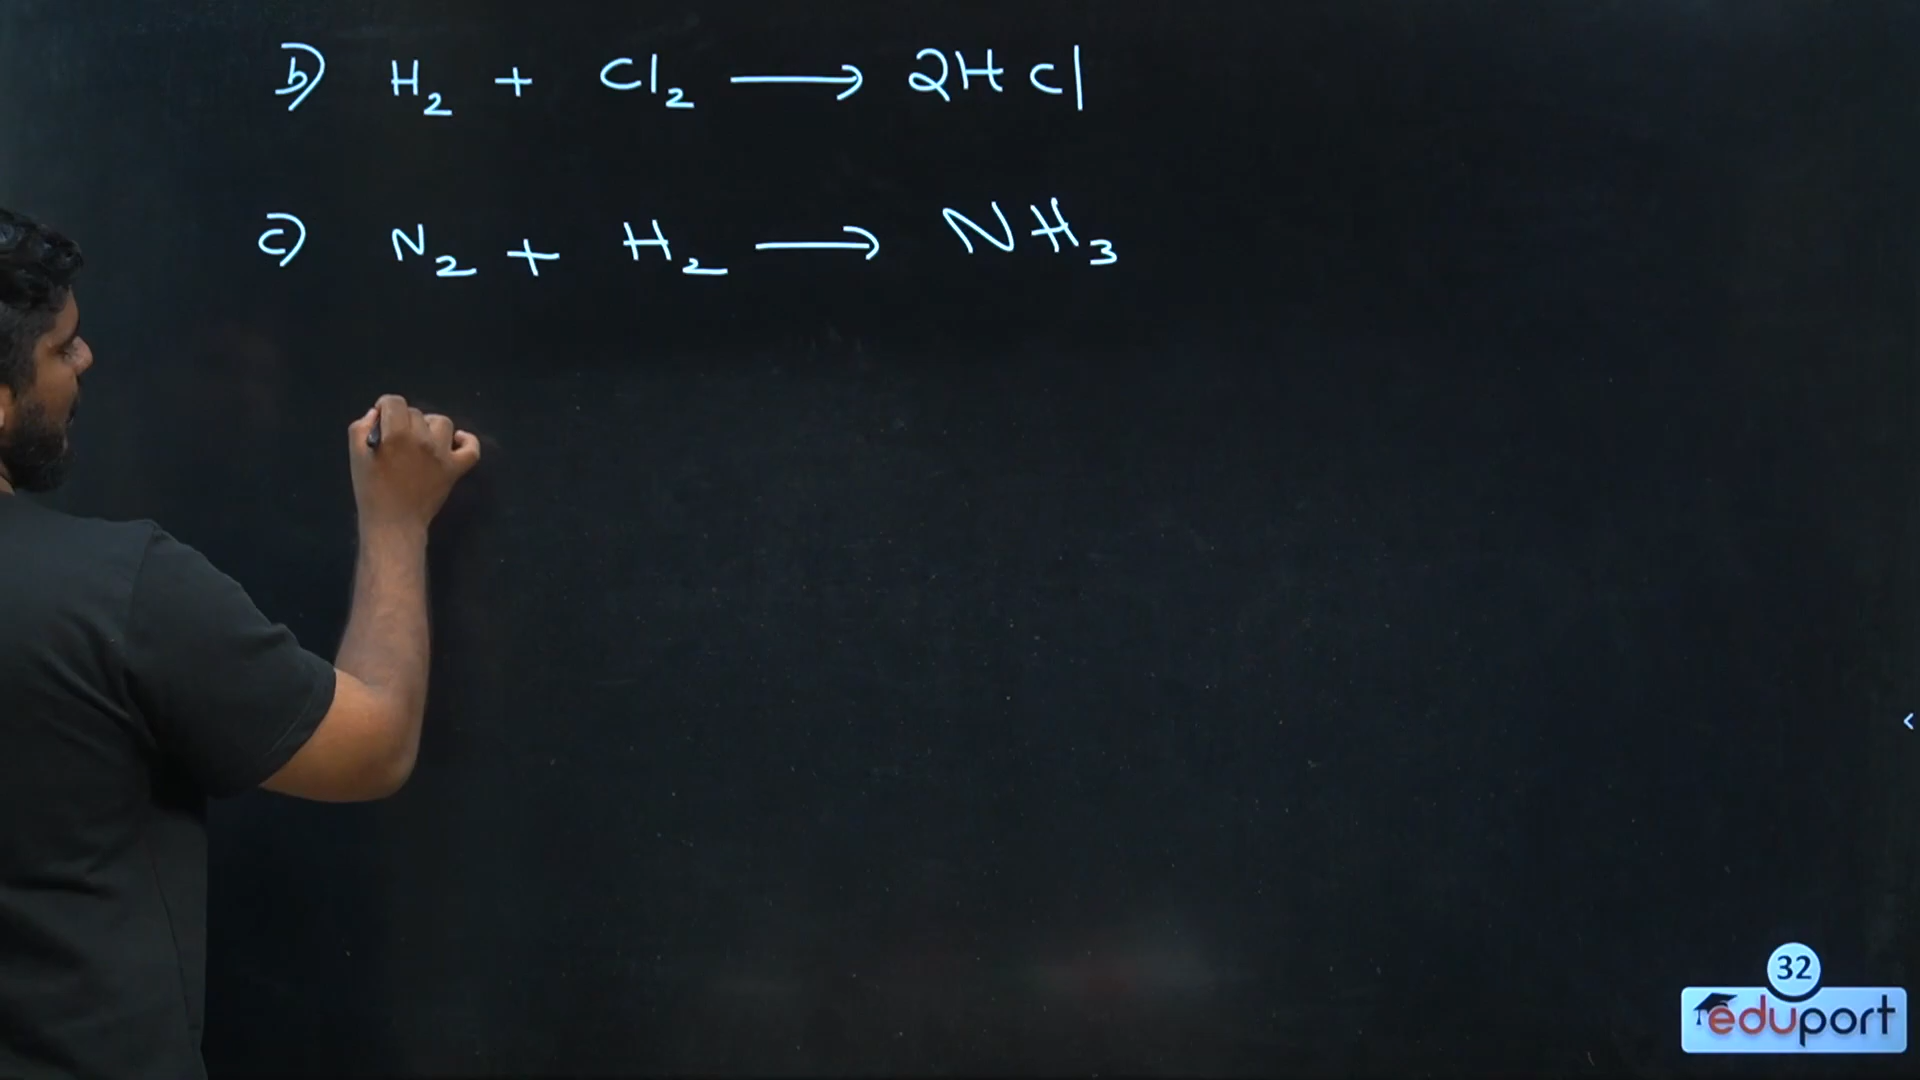 b) H₂ + Cl₂ ⟶ 2HCl
c) N₂ + H₂ ⟶ NH₃
32
eduport